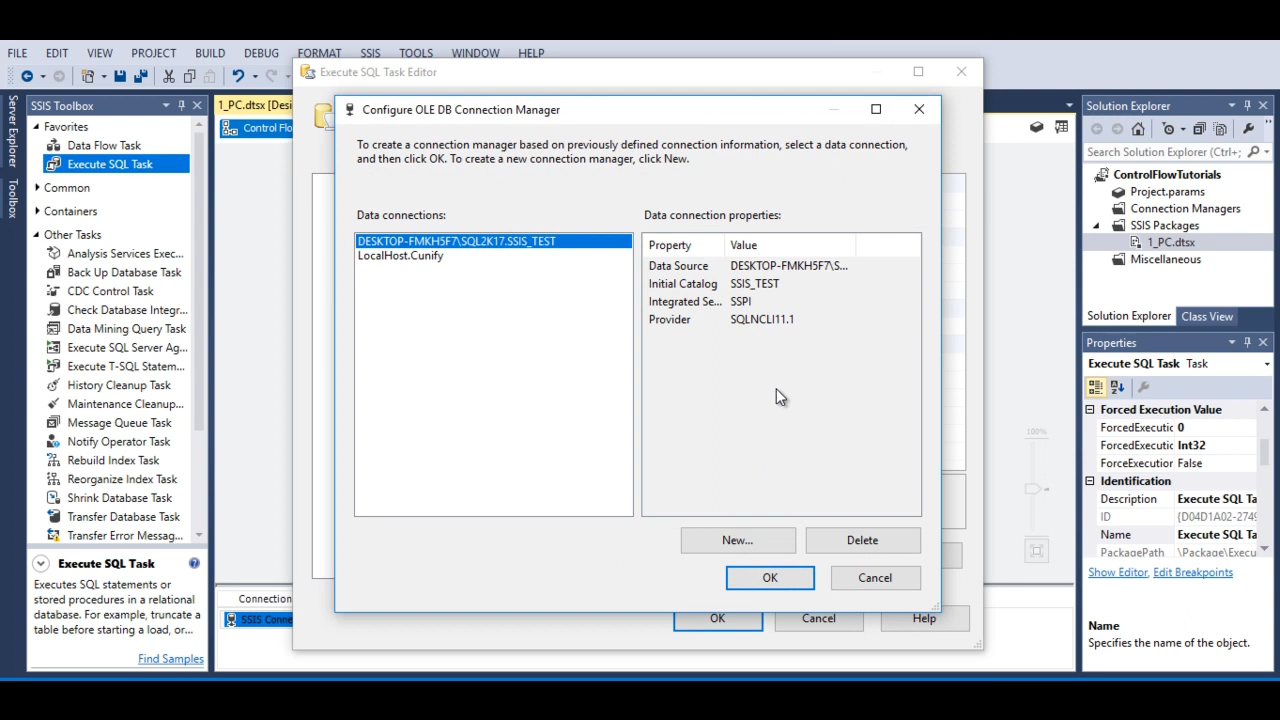 FILE EDIT VIEW PROJECT BUILD DEBUG FORMAT SSIS TOOLS WINDOW HELP
Server Explorer
Toolbox
SSIS Toolbox
Favorites
Data Flow Task
Execute SQL Task
Common
Containers
Other Tasks
Analysis Services Exec...
Back Up Database Task
CDC Control Task
Check Database Integr...
Data Mining Query Task
Execute SQL Server Ag...
Execute T-SQL Statem...
History Cleanup Task
Maintenance Cleanup...
Message Queue Task
Notify Operator Task
Rebuild Index Task
Reorganize Index Task
Shrink Database Task
Transfer Database Task
Transfer Error Messag...
Execute SQL Task
Executes SQL statements or
stored procedures in a relational
database. For example, truncate a
table before starting a load, or...
Find Samples
1_PC.dtsx [Desi
Control Flo
Connection
SSIS Conne
Execute SQL Task Editor
Configure OLE DB Connection Manager
To create a connection manager based on previously defined connection information, select a data connection,
and then click OK. To create a new connection manager, click New.
Data connections:
DESKTOP-FMKH5F7\SQL2K17.SSIS_TEST
LocalHost.Cunify
Data connection properties:
Property Value
Data Source DESKTOP-FMKH5F7\S...
Initial Catalog SSIS_TEST
Integrated Se... SSPI
Provider SQLNCLI11.1
New... Delete
OK Cancel
OK Cancel Help
100%
Solution Explorer
Search Solution Explorer (Ctrl+;
ControlFlowTutorials
Project.params
Connection Managers
SSIS Packages
1_PC.dtsx
Miscellaneous
Solution Explorer Class View
Properties
Execute SQL Task Task
Forced Execution Value
ForcedExecutic 0
ForcedExecutic Int32
ForceExecution False
Identification
Description Execute SQL Ta
ID {D04D1A02-2749
Name Execute SQL Ta
PackagePath \Package\Execu
Show Editor, Edit Breakpoints
Name
Specifies the name of the object.